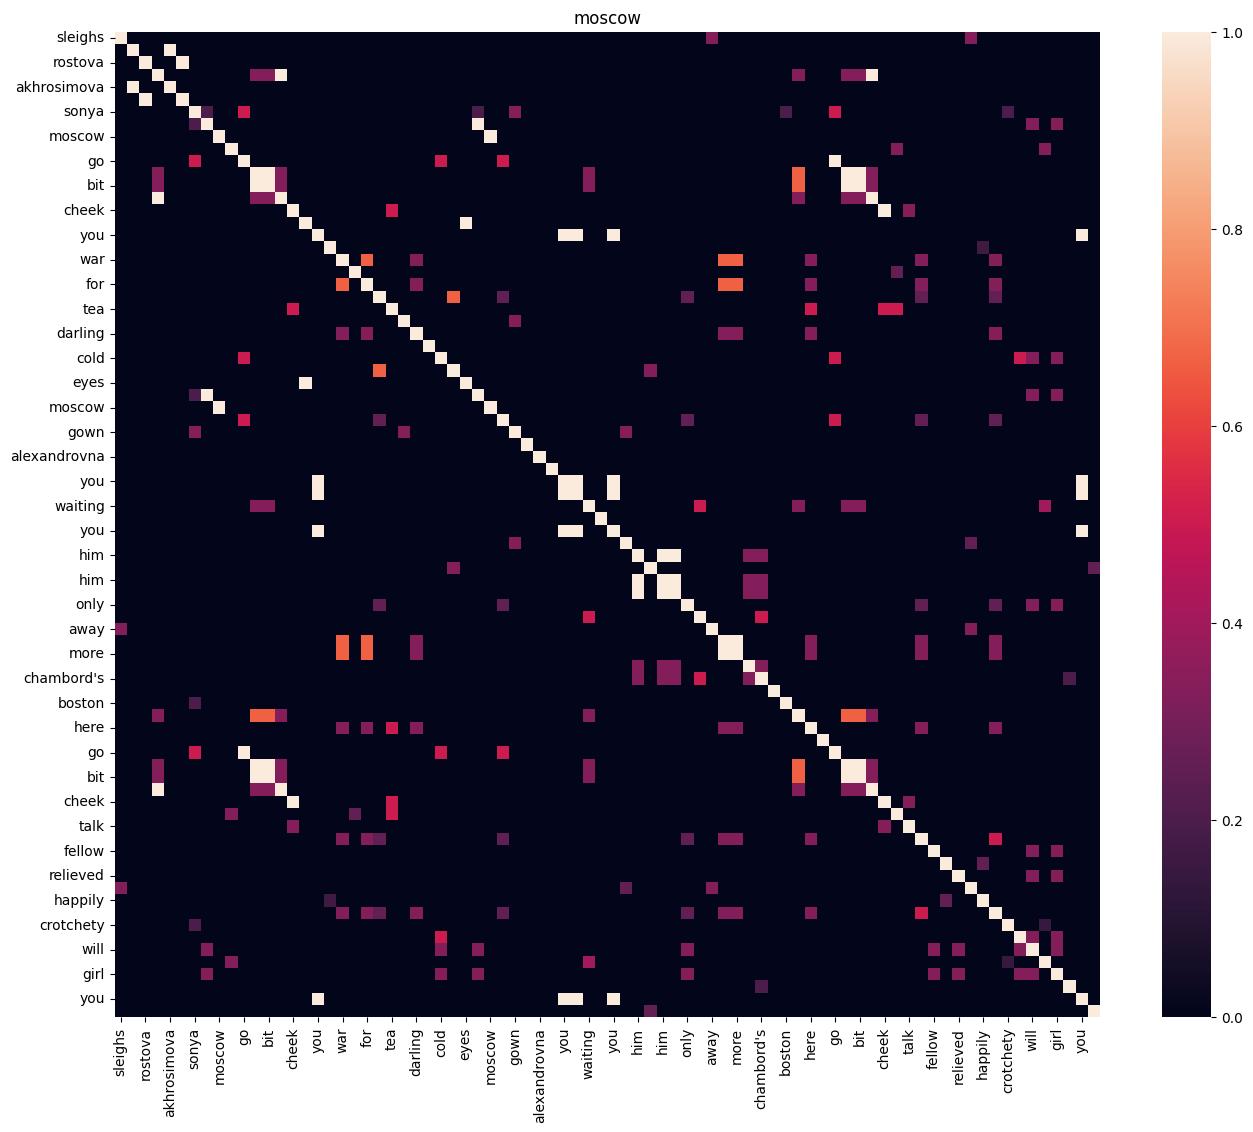 moscow
sleighs
rostova
akhrosimova
sonya
moscow
go
bit
cheek
you
war
for
tea
darling
cold
eyes
moscow
gown
alexandrovna
you
waiting
you
him
him
only
away
more
chambord's
boston
here
go
bit
cheek
talk
fellow
relieved
happily
crotchety
will
girl
you
sleighs
rostova
akhrosimova
sonya
moscow
go
bit
cheek
you
war
for
tea
darling
cold
eyes
moscow
gown
alexandrovna
you
waiting
you
him
him
only
away
more
chambord's
boston
here
go
bit
cheek
talk
fellow
relieved
happily
crotchety
will
girl
you
1.0
0.8
0.6
0.4
0.2
0.0